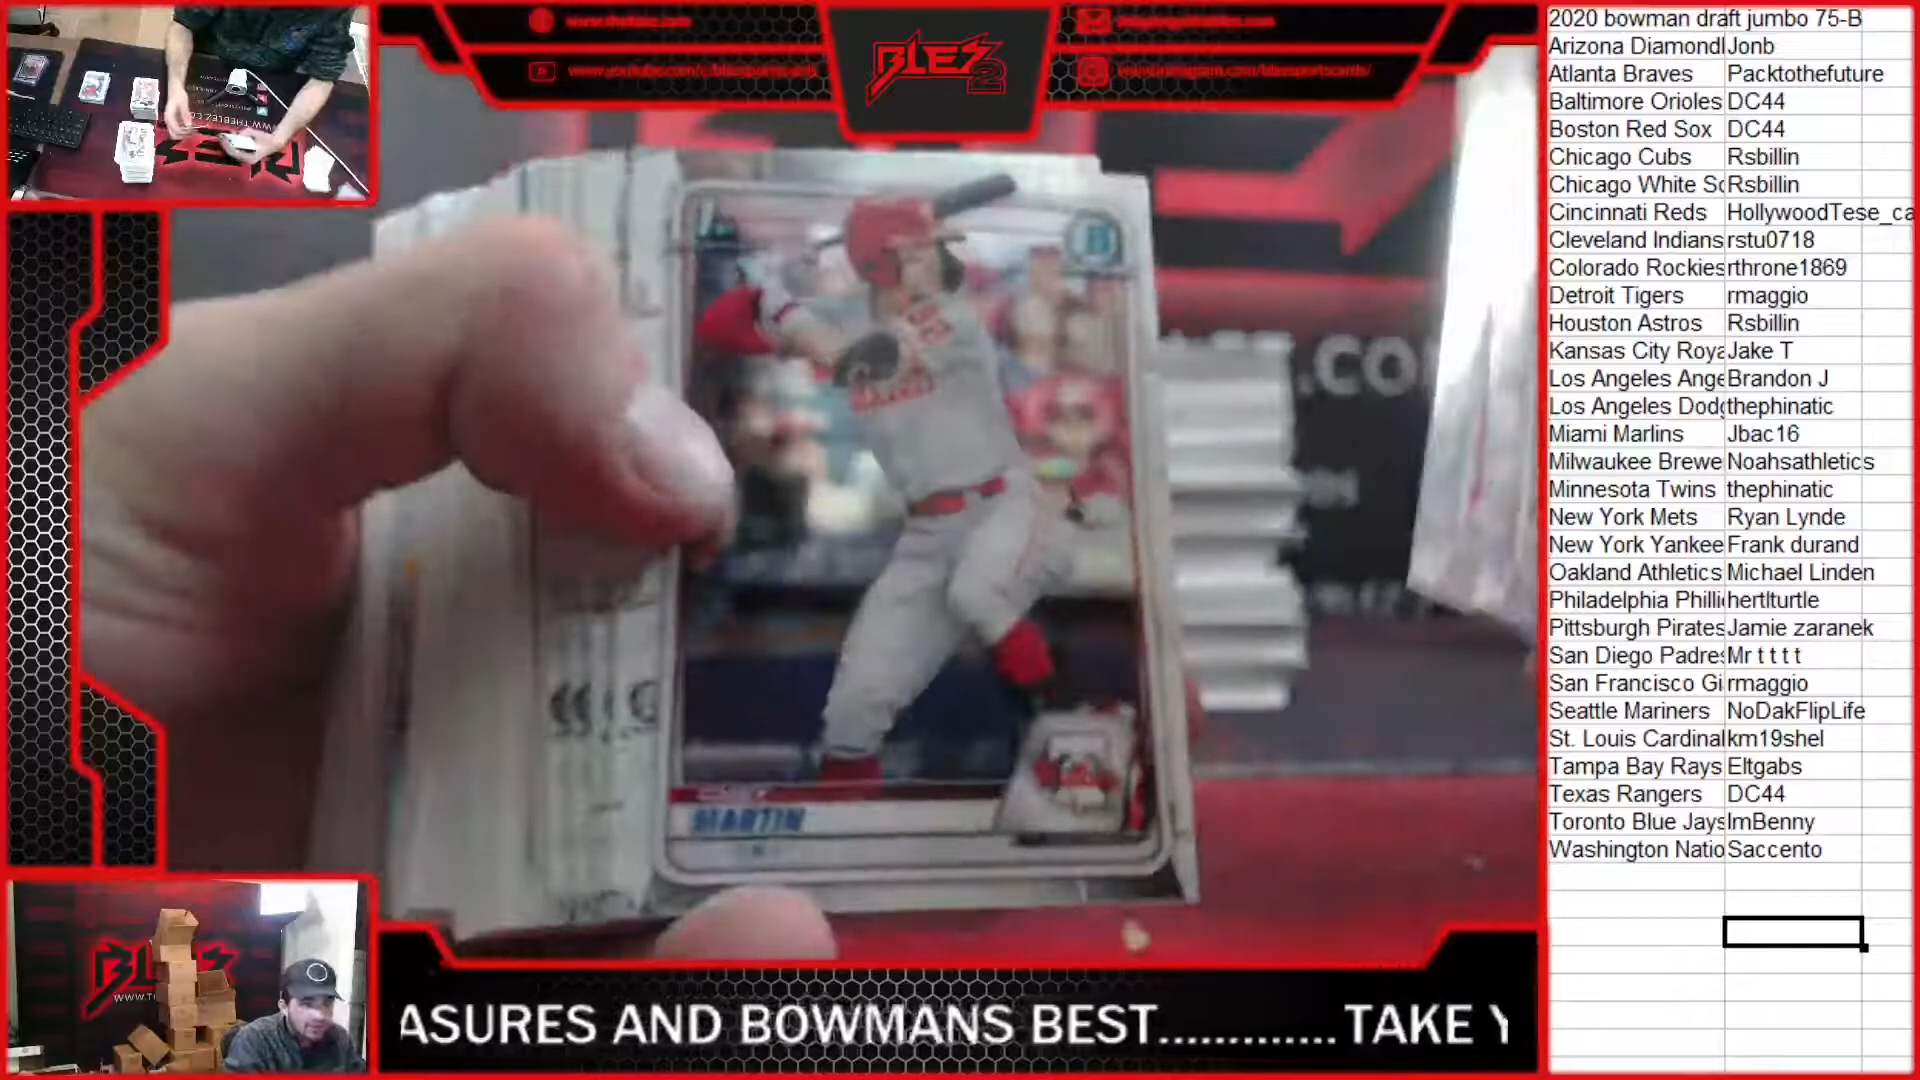 BLEZ
2
MARTIN
.CO
ASURES AND BOWMANS BEST............. TAKE Y
2020 bowman draft jumbo 75-B
Arizona Diamond Jonb
Atlanta Braves Packtothefuture
Baltimore Orioles DC44
Boston Red Sox DC44
Chicago Cubs Rsbillin
Chicago White So Rsbillin
Cincinnati Reds HollywoodTese_ca
Cleveland Indians rstu0718
Colorado Rockies rthrone1869
Detroit Tigers rmaggio
Houston Astros Rsbillin
Kansas City Roya Jake T
Los Angeles Ange Brandon J
Los Angeles Dodg thephinatic
Miami Marlins Jbac16
Milwaukee Brewe Noahsathletics
Minnesota Twins thephinatic
New York Mets Ryan Lynde
New York Yankee Frank durand
Oakland Athletics Michael Linden
Philadelphia Philli hertlturtle
Pittsburgh Pirates Jamie zaranek
San Diego Padres Mr t t t t
San Francisco Gi rmaggio
Seattle Mariners NoDakFlipLife
St. Louis Cardinal km19shel
Tampa Bay Rays Eltgabs
Texas Rangers DC44
Toronto Blue Jays ImBenny
Washington Natio Saccento